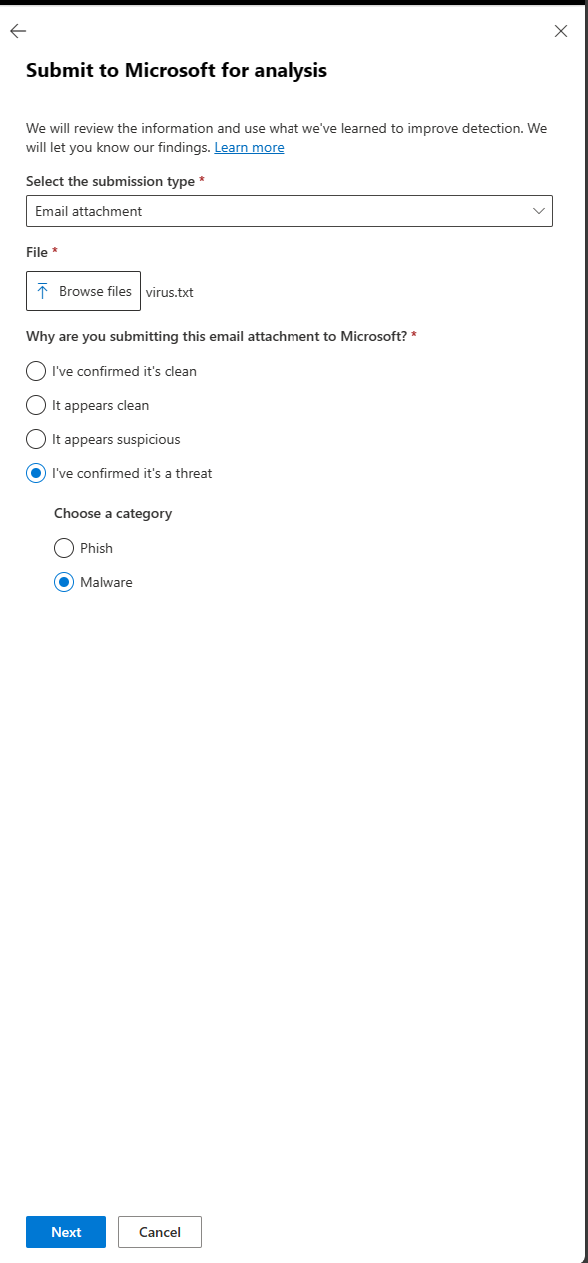 Submit to Microsoft for analysis
We will review the information and use what we've learned to improve detection. We
will let you know our findings. Learn more
Select the submission type *
Email attachment
File *
Browse files virus.txt
Why are you submitting this email attachment to Microsoft? *
I've confirmed it's clean
It appears clean
It appears suspicious
I've confirmed it's a threat
Choose a category
Phish
Malware
Next Cancel